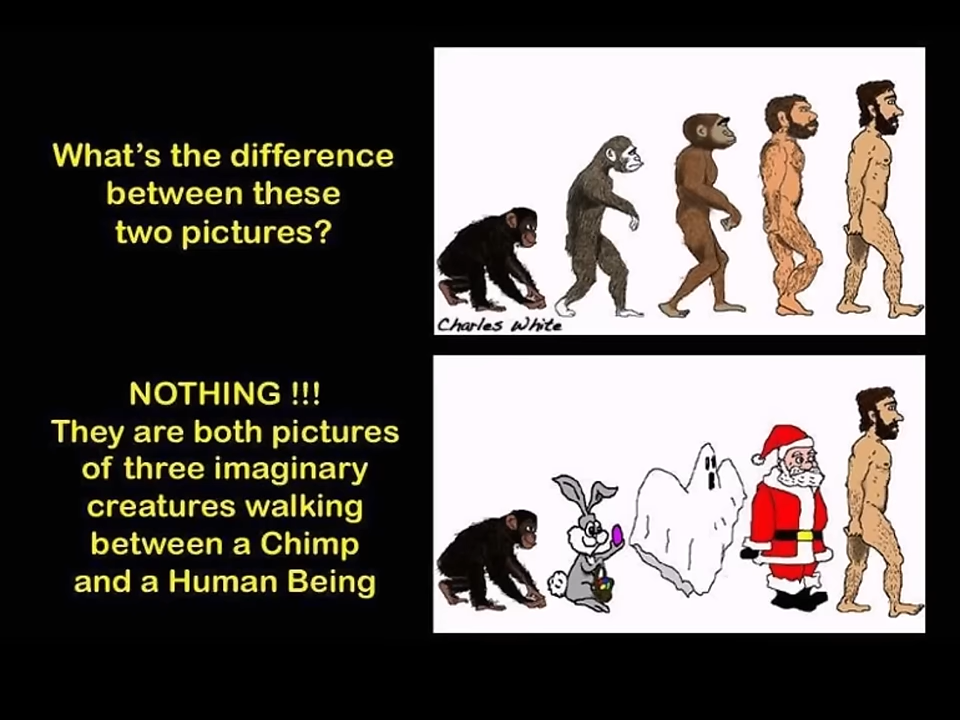 What's the difference
between these
two pictures?
Charles White
NOTHING !!!
They are both pictures
of three imaginary
creatures walking
between a Chimp
and a Human Being